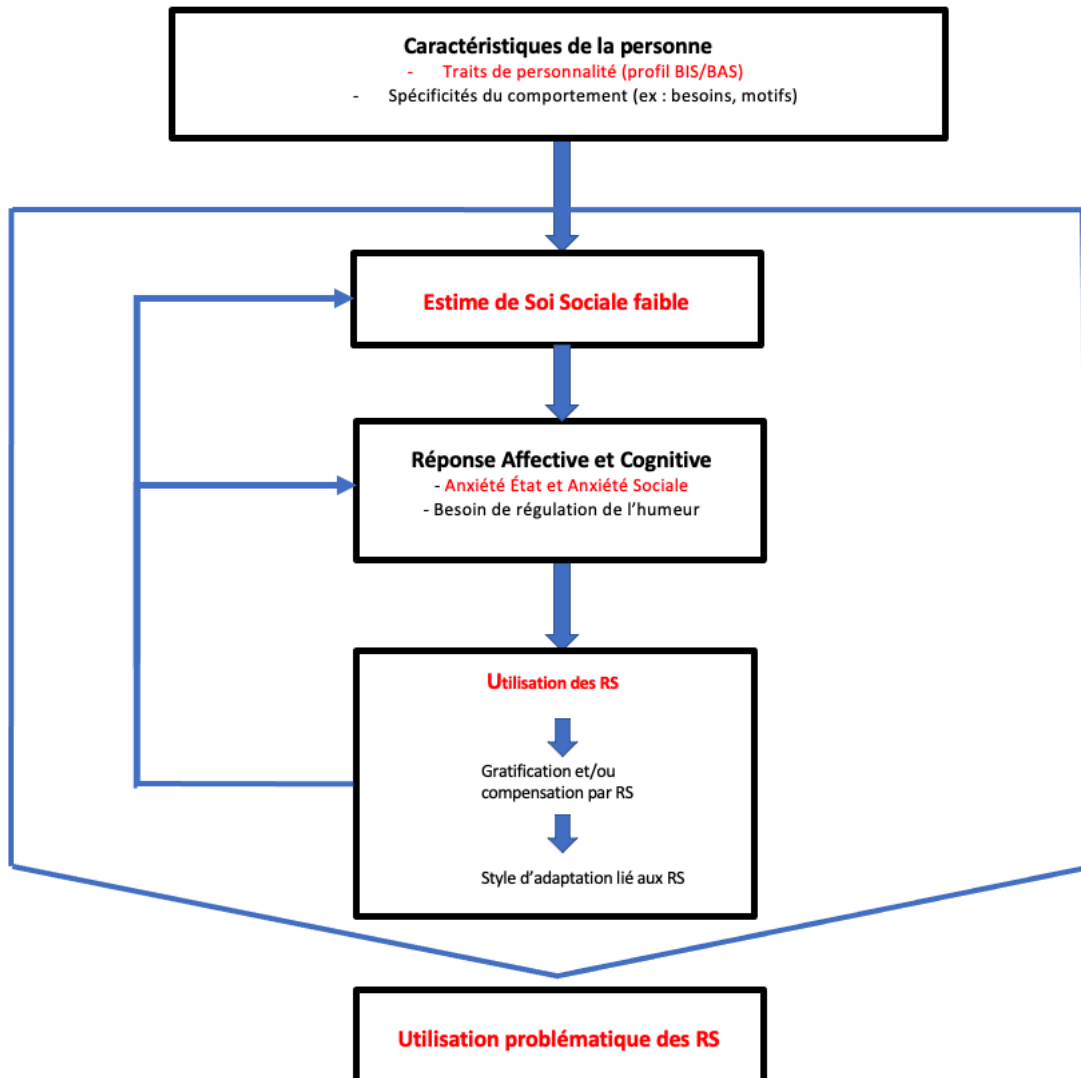 Caractéristiques de la personne
- Traits de personnalité (profil BIS/BAS)
- Spécificités du comportement (ex : besoins, motifs)
Estime de Soi Sociale faible
Réponse Affective et Cognitive
- Anxiété État et Anxiété Sociale
- Besoin de régulation de l’humeur
Utilisation des RS
Gratification et/ou
compensation par RS
Style d’adaptation lié aux RS
Utilisation problématique des RS